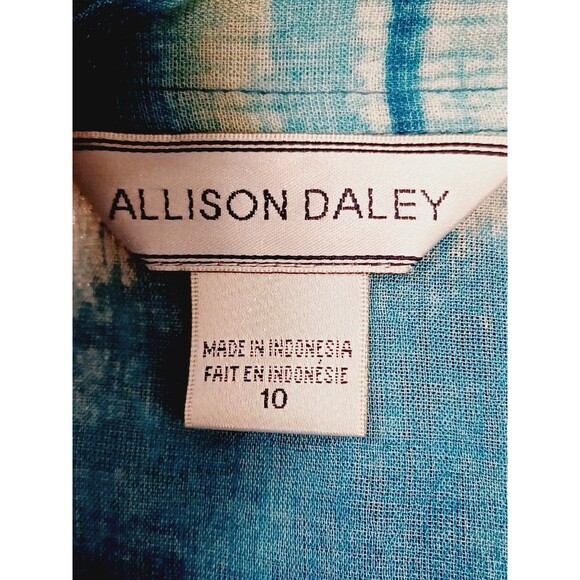 ALLISON DALEY
MADE IN INDONESIA
FAIT EN INDONÉSIE
10